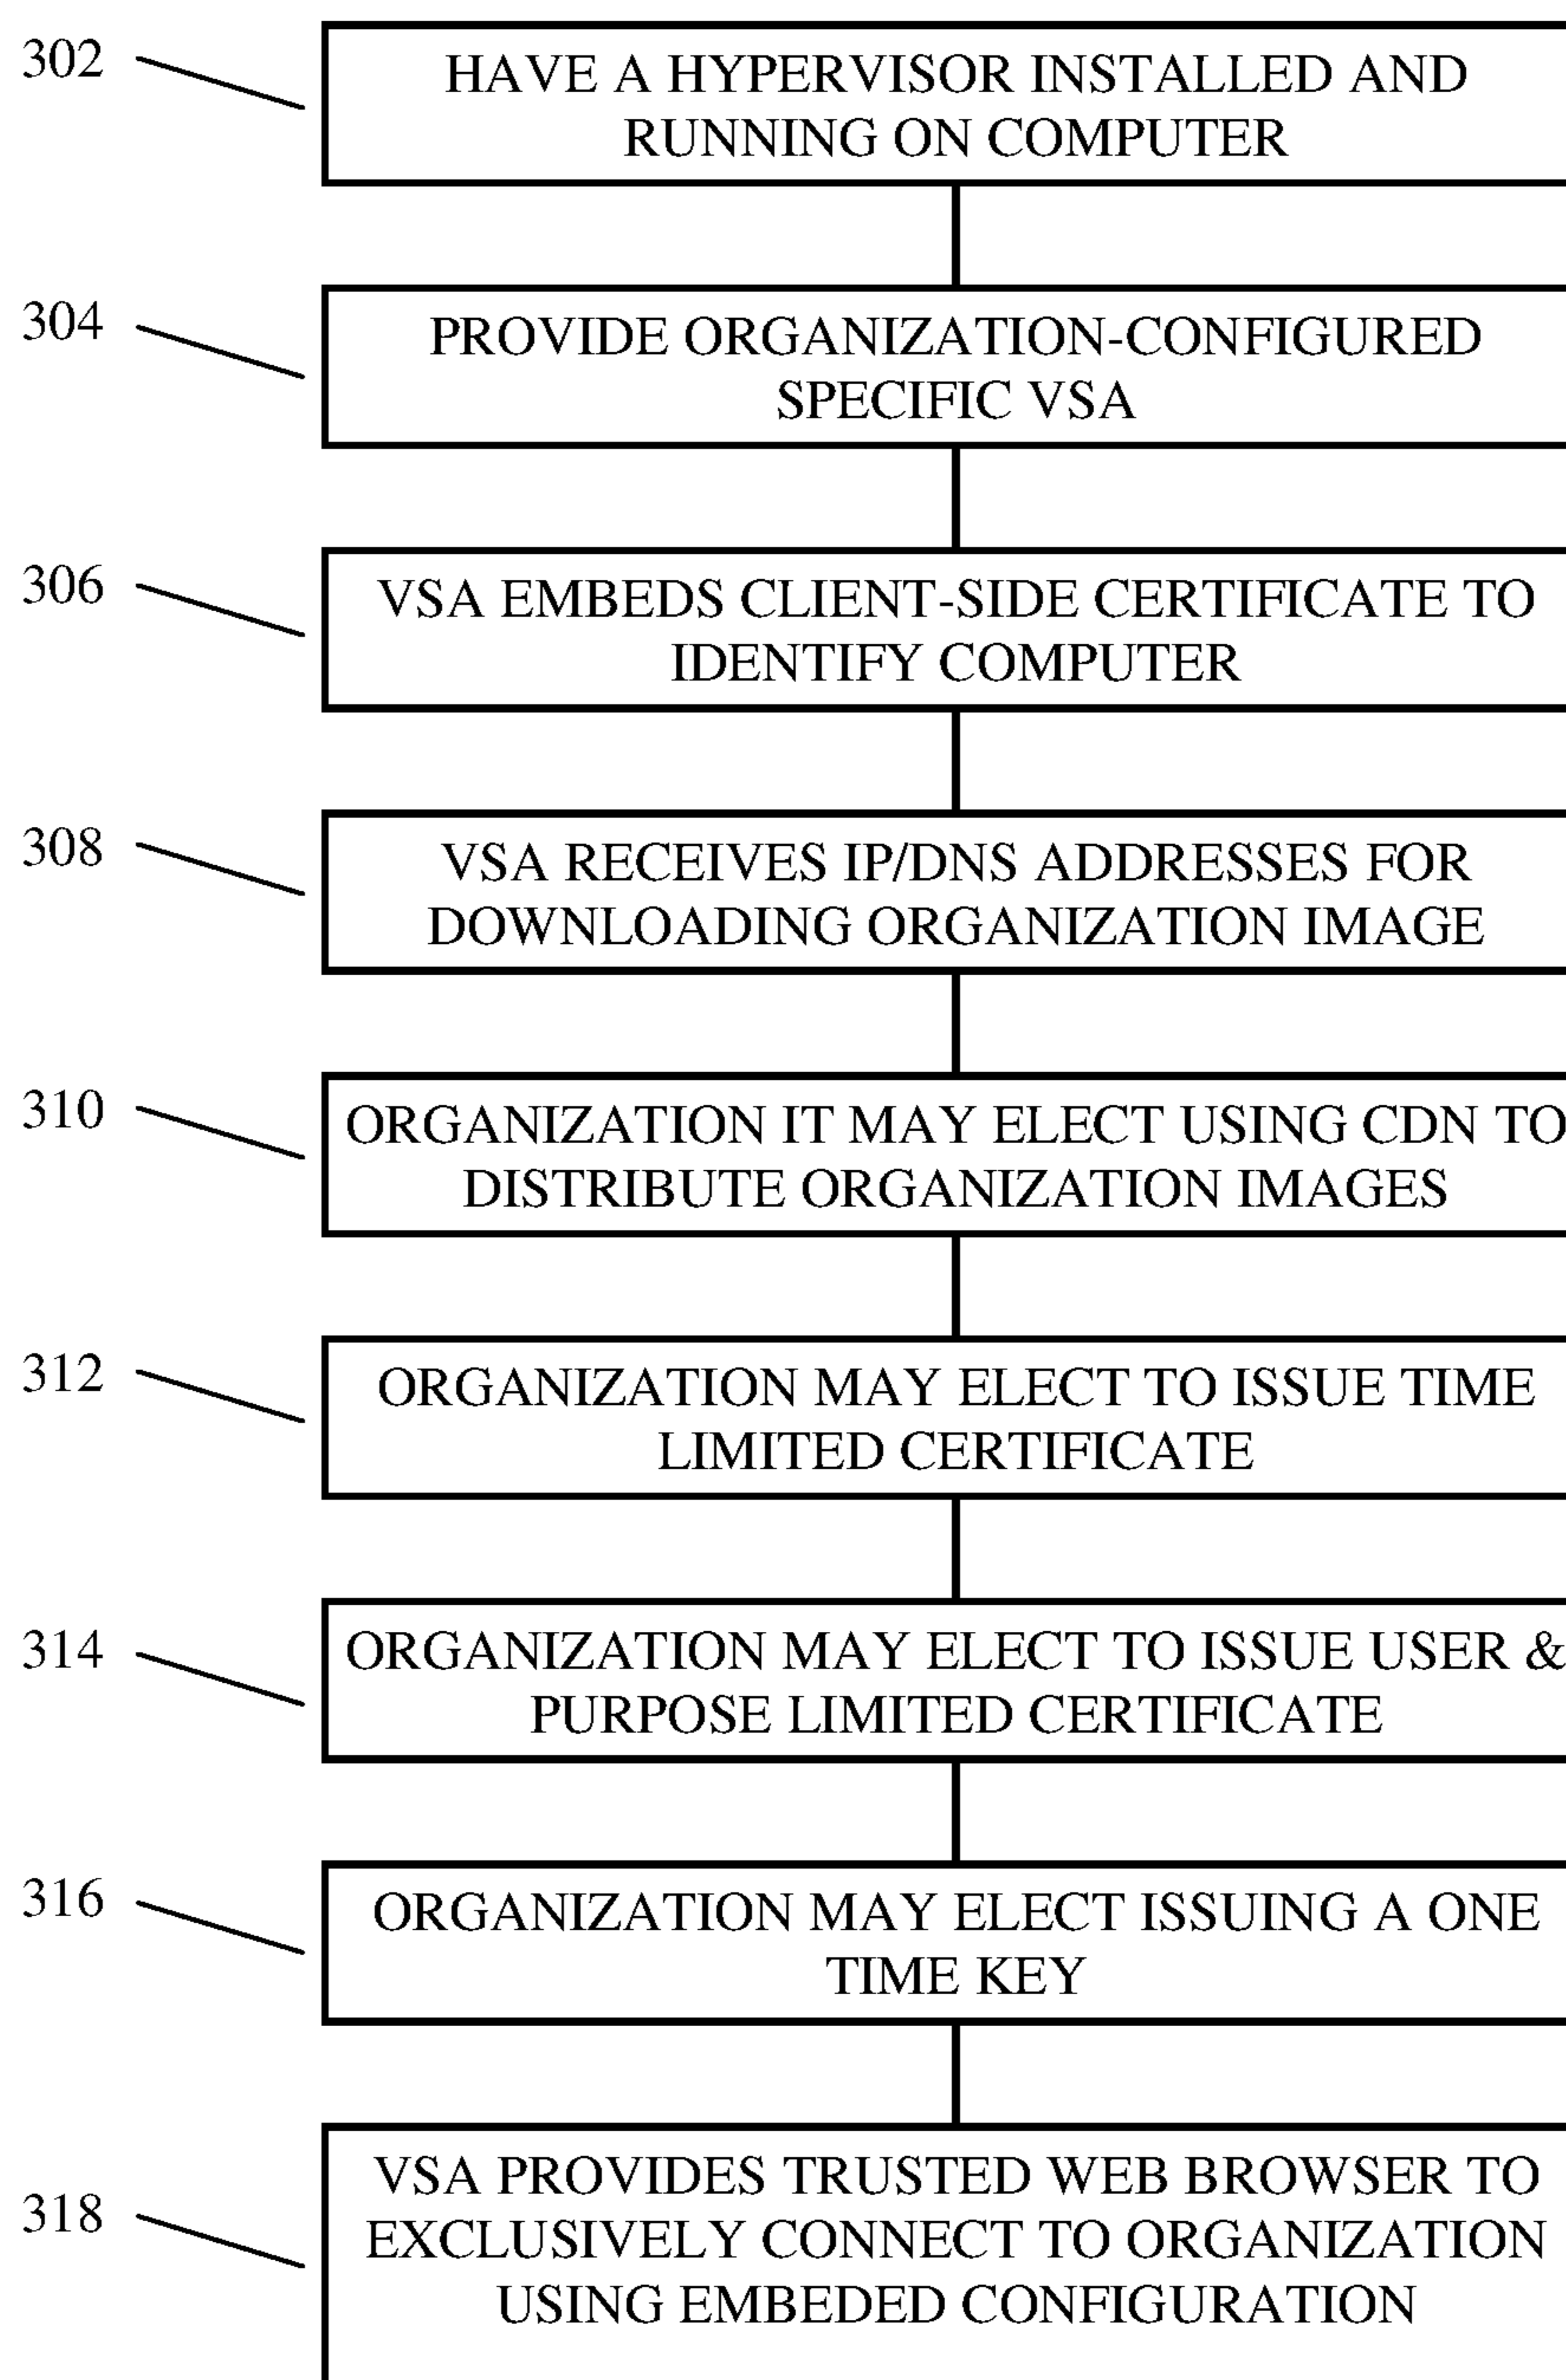 302
HAVE A HYPERVISOR INSTALLED AND
RUNNING ON COMPUTER
304
PROVIDE ORGANIZATION-CONFIGURED
SPECIFIC VSA
306
VSA EMBEDS CLIENT-SIDE CERTIFICATE TO
IDENTIFY COMPUTER
308
VSA RECEIVES IP/DNS ADDRESSES FOR
DOWNLOADING ORGANIZATION IMAGE
310
ORGANIZATION IT MAY ELECT USING CDN TO
DISTRIBUTE ORGANIZATION IMAGES
312
ORGANIZATION MAY ELECT TO ISSUE TIME
LIMITED CERTIFICATE
314
ORGANIZATION MAY ELECT TO ISSUE USER &
PURPOSE LIMITED CERTIFICATE
316
ORGANIZATION MAY ELECT ISSUING A ONE
TIME KEY
318
VSA PROVIDES TRUSTED WEB BROWSER TO
EXCLUSIVELY CONNECT TO ORGANIZATION
USING EMBEDED CONFIGURATION